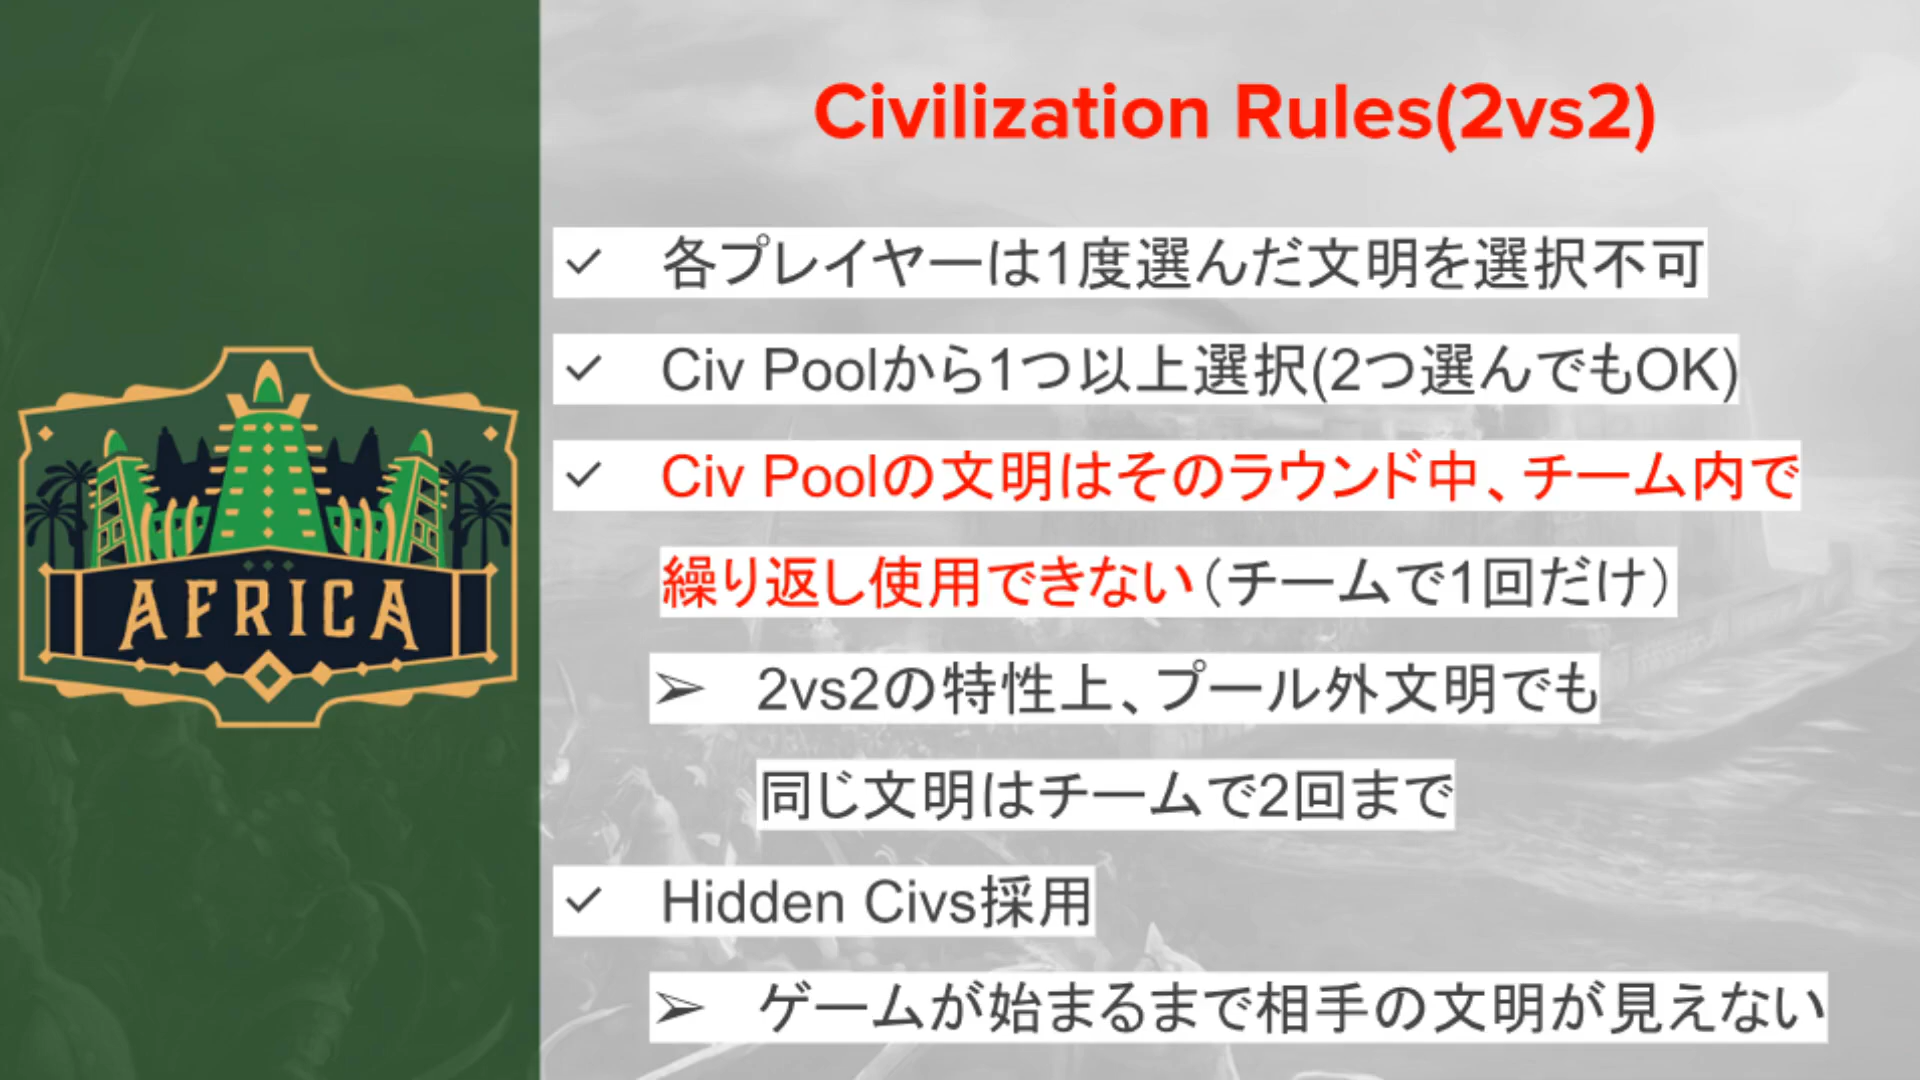 AFRICA
Civilization Rules(2vs2)
✓ 各プレイヤーは1度選んだ文明を選択不可
✓ Civ Poolから1つ以上選択(2つ選んでもOK)
✓ Civ Poolの文明はそのラウンド中、チーム内で
繰り返し使用できない（チームで1回だけ）
➢ 2vs2の特性上、プール外文明でも
同じ文明はチームで2回まで
✓ Hidden Civs採用
➢ ゲームが始まるまで相手の文明が見えない